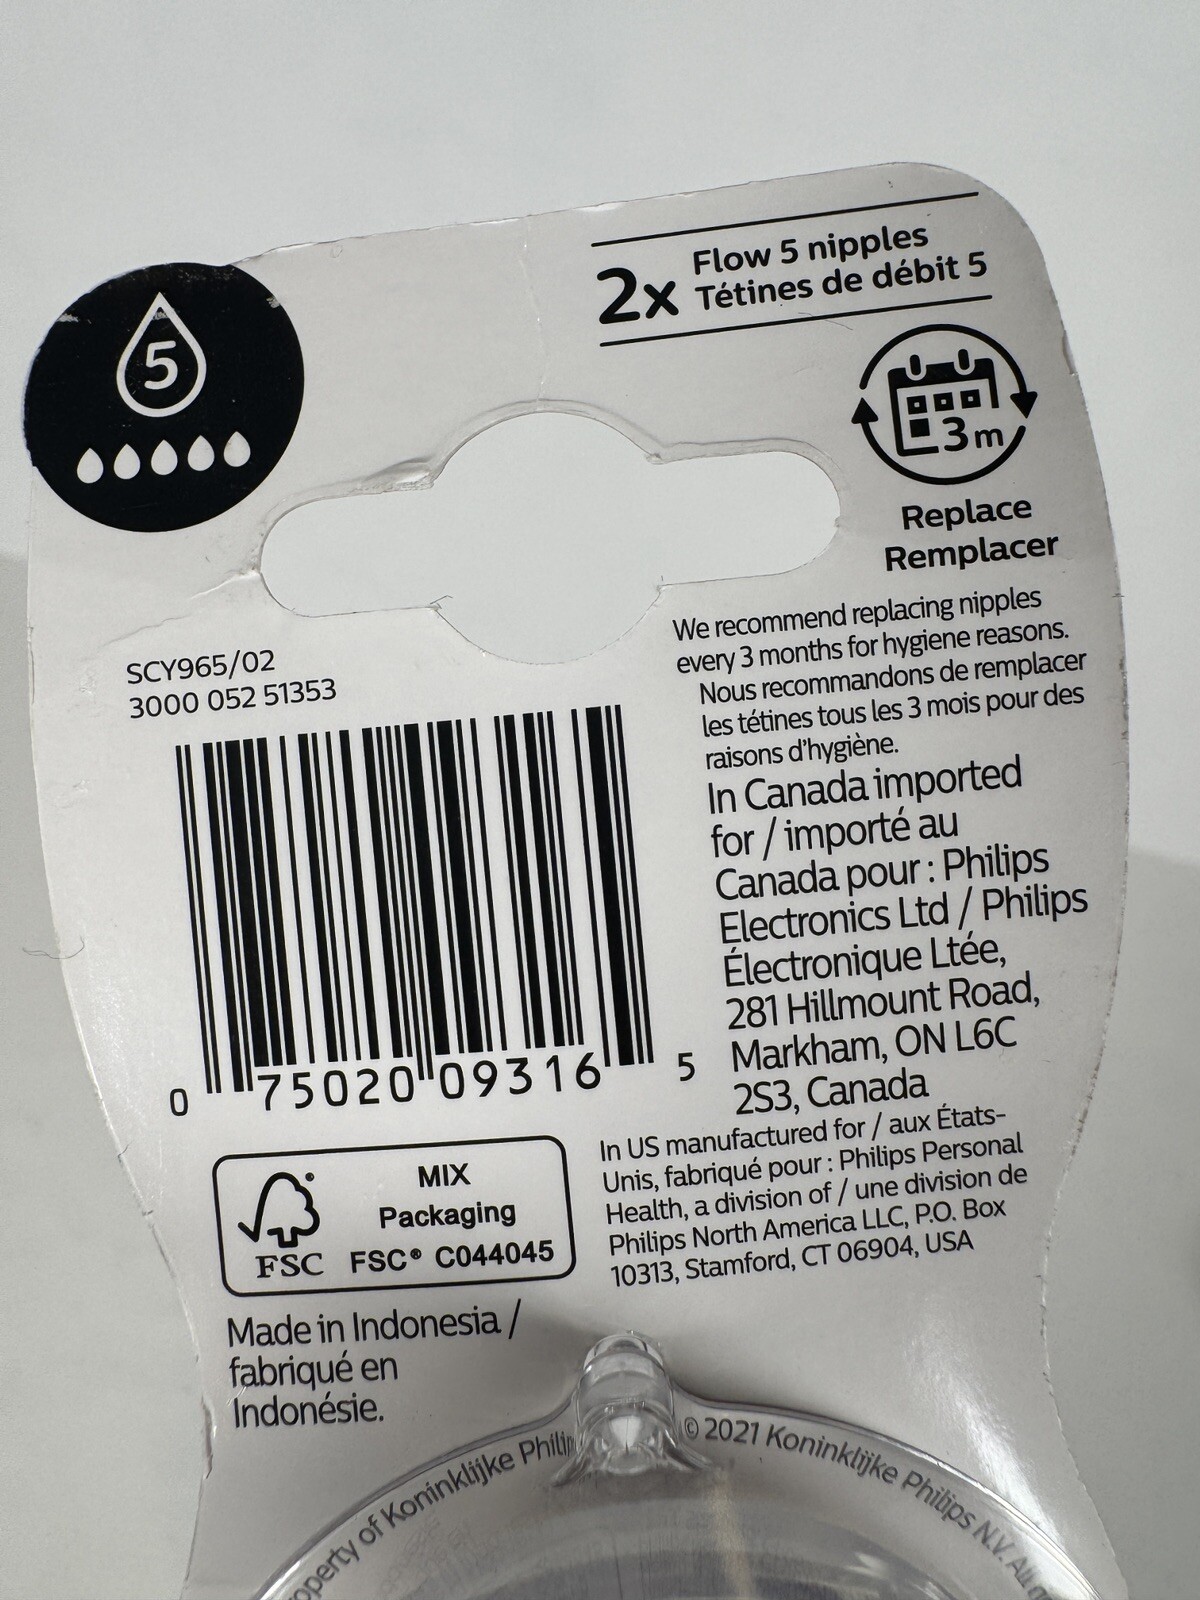 5
2x Flow 5 nipples
Tétines de débit 5
3m
Replace
Remplacer
We recommend replacing nipples
every 3 months for hygiene reasons.
Nous recommandons de remplacer
les tétines tous les 3 mois pour des
raisons d'hygiène.
SCY965/02
3000 052 51353
0 75020 09316 5
In Canada imported
for / importé au
Canada pour : Philips
Electronics Ltd / Philips
Électronique Ltée,
281 Hillmount Road,
Markham, ON L6C
2S3, Canada
In US manufactured for / aux États-
Unis, fabriqué pour : Philips Personal
Health, a division of / une division de
Philips North America LLC, P.O. Box
10313, Stamford, CT 06904, USA
MIX
Packaging
FSC FSC® C044045
Made in Indonesia /
fabriqué en
Indonésie.
of Koninklijke
© 2021 Koninklijke Philips N.V. All